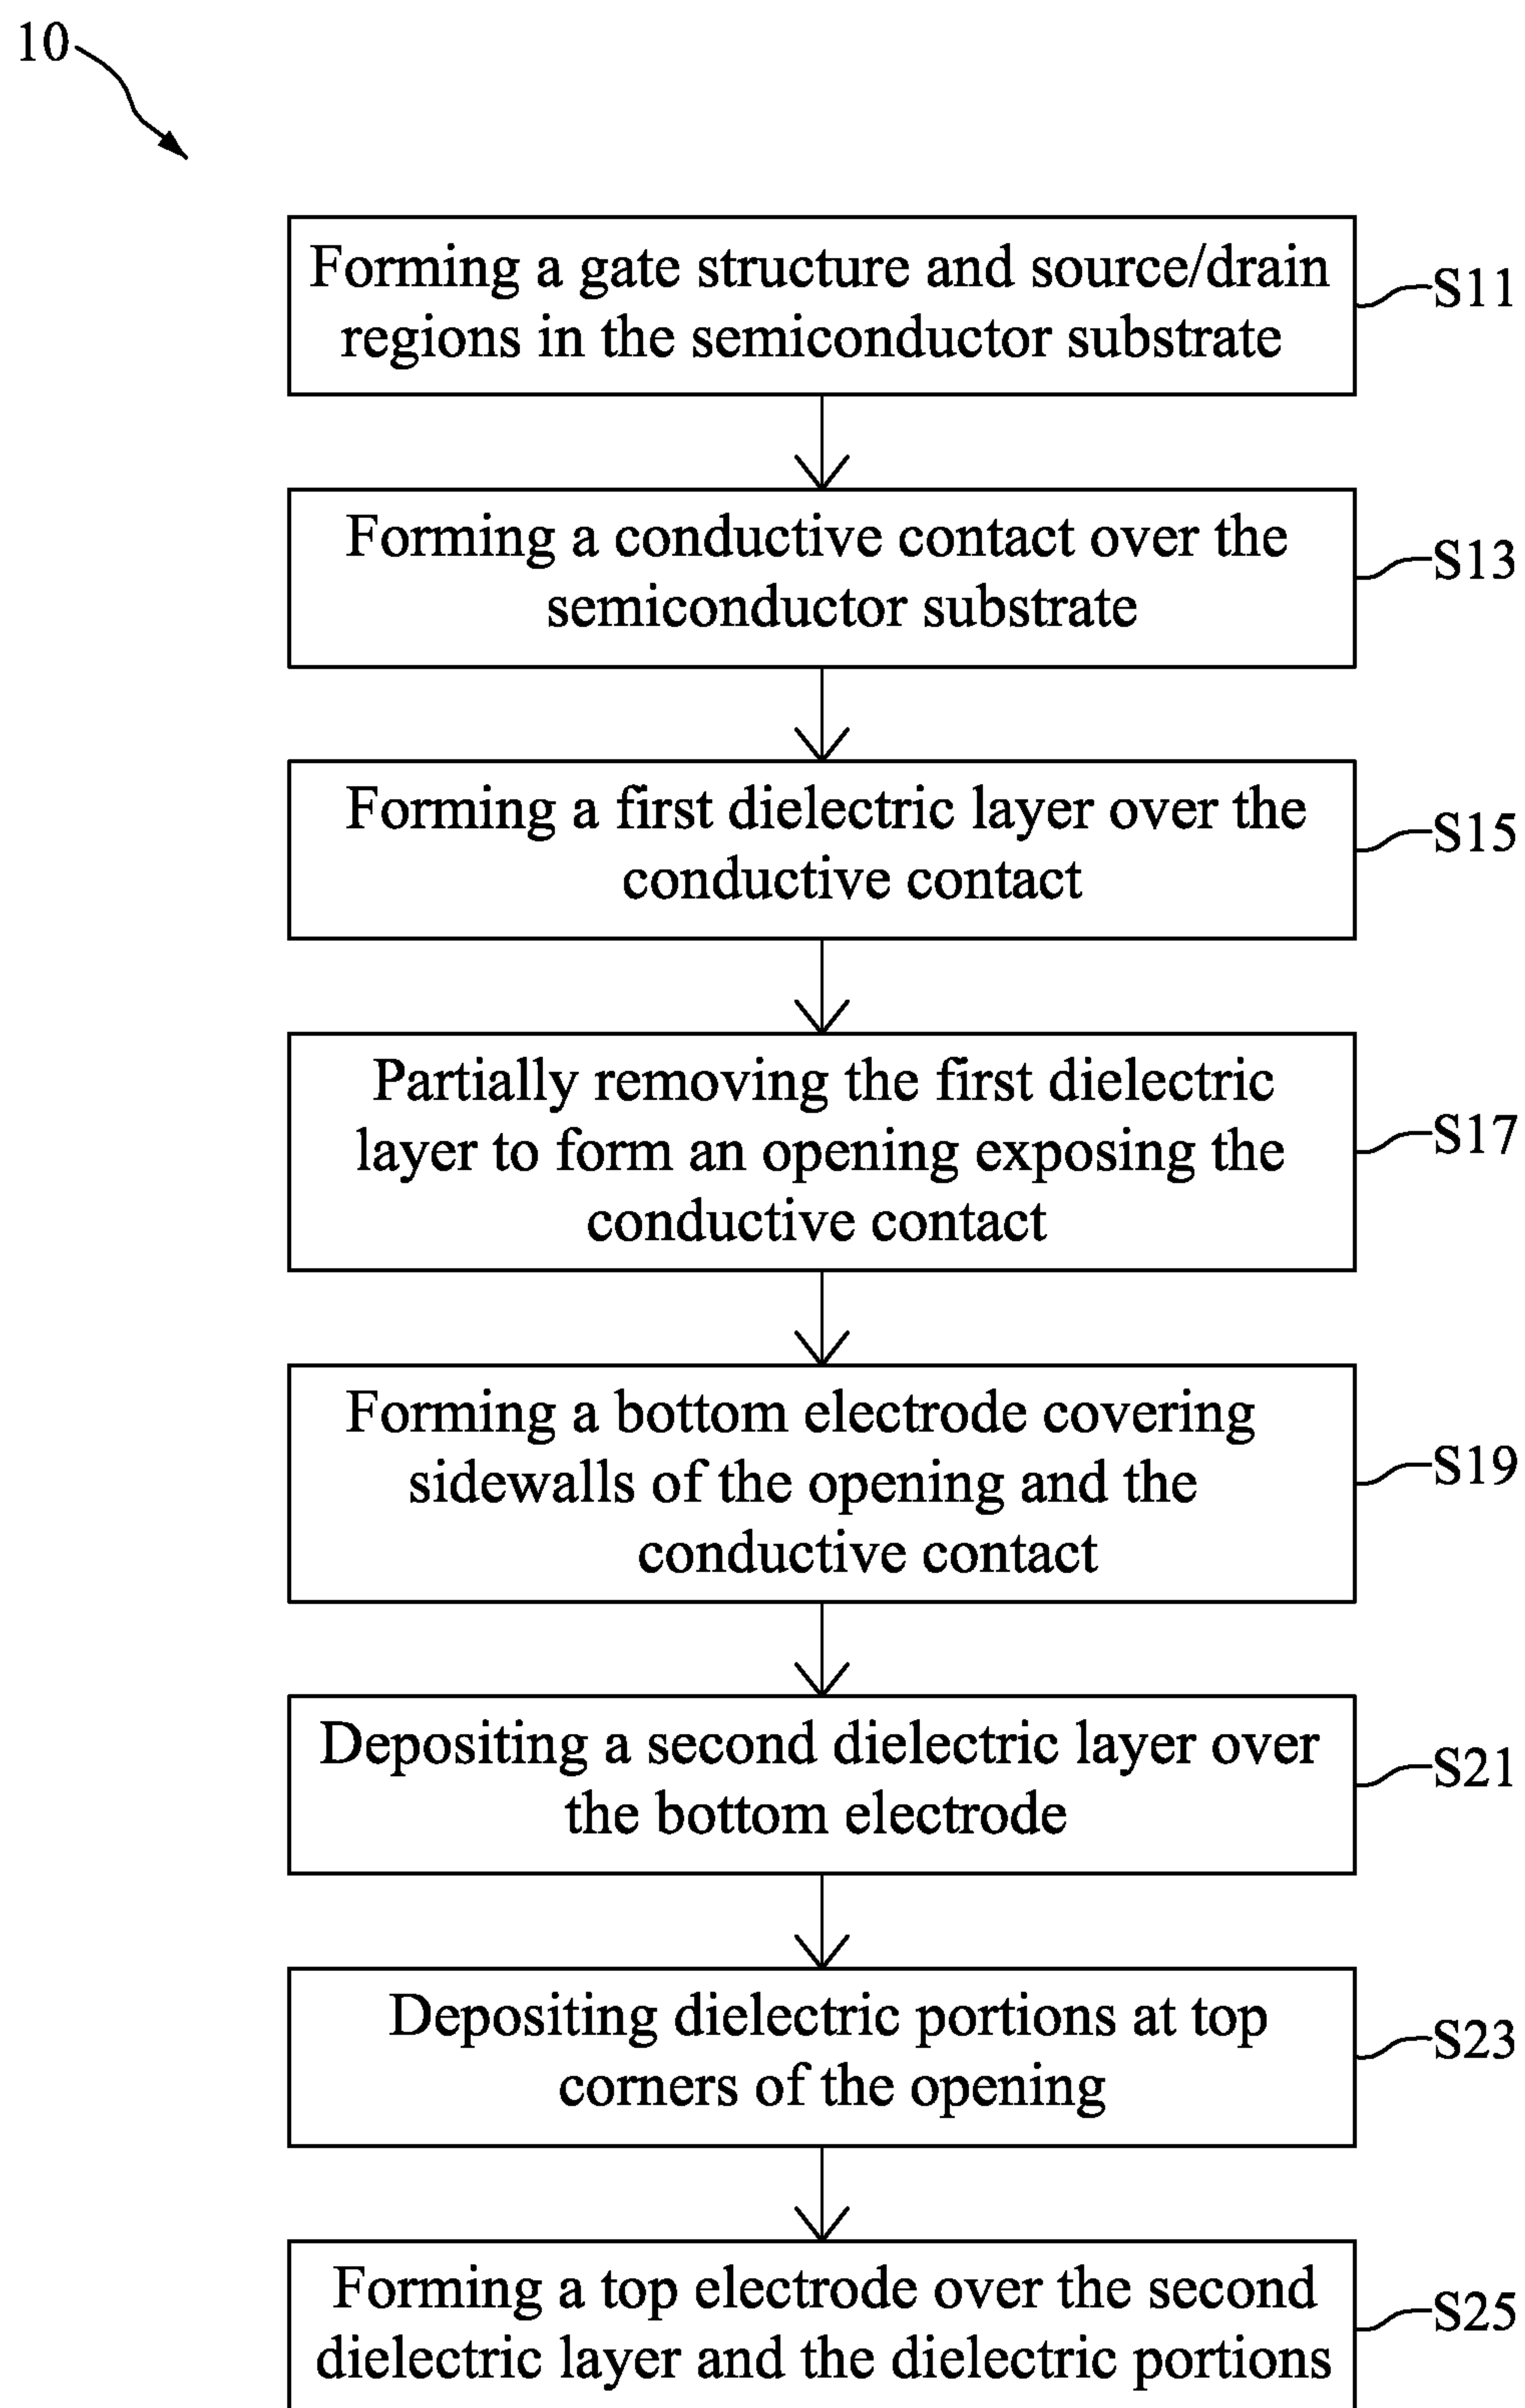 10
Forming a gate structure and source/drain
regions in the semiconductor substrate
S11
Forming a conductive contact over the
semiconductor substrate
S13
Forming a first dielectric layer over the
conductive contact
S15
Partially removing the first dielectric
layer to form an opening exposing the
conductive contact
S17
Forming a bottom electrode covering
sidewalls of the opening and the
conductive contact
S19
Depositing a second dielectric layer over
the bottom electrode
S21
Depositing dielectric portions at top
corners of the opening
S23
Forming a top electrode over the second
dielectric layer and the dielectric portions
S25